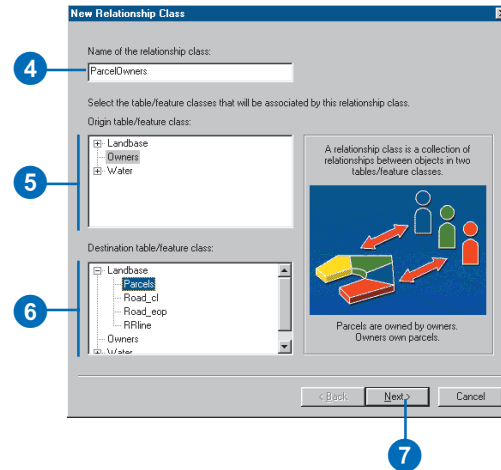 New Relationship Class
Name of the relationship class:
4
ParcelOwners
Select the table/feature classes that will be associated by this relationship class.
Origin table/feature class:
5
Landbase
Owners
Water
A relationship class is a collection of
relationships between objects in two
tables/feature classes.
Destination table/feature class:
6
Landbase
Parcels
Road_cl
Road_eop
RRline
Owners
Water
Parcels are owned by owners.
Owners own parcels.
< Back
Next >
Cancel
7